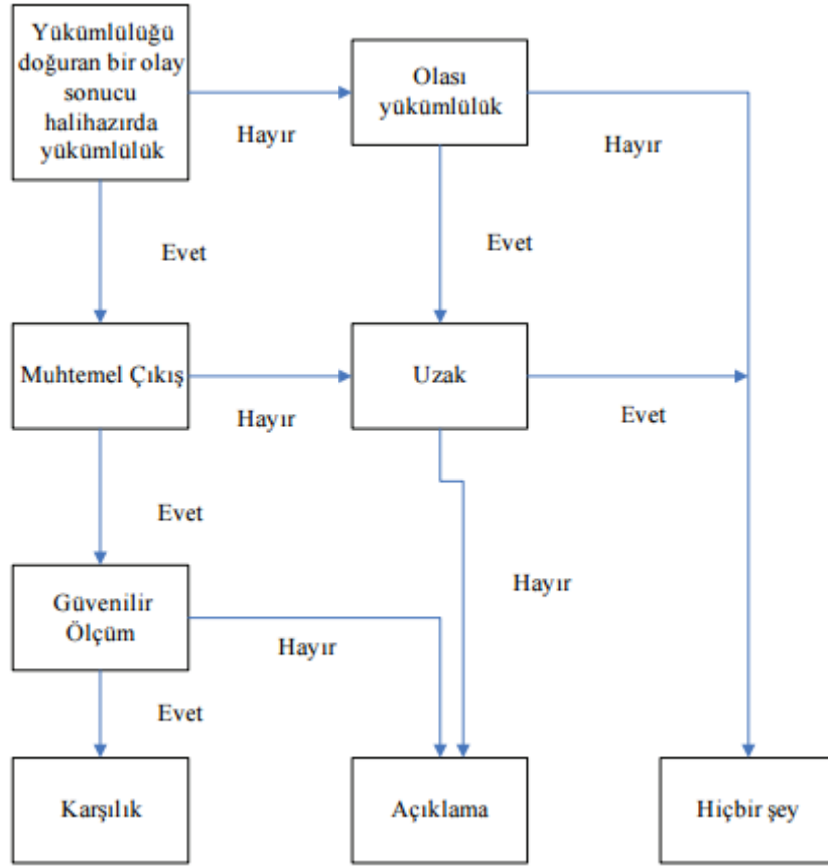 Yükümlülüğü
doğuran bir olay
sonucu
halihazırda
yükümlülük
Olası
yükümlülük
Hayır
Hayır
Evet
Evet
Muhtemel Çıkış
Uzak
Hayır
Evet
Evet
Güvenilir
Ölçüm
Hayır
Hayır
Evet
Karşılık
Açıklama
Hiçbir şey